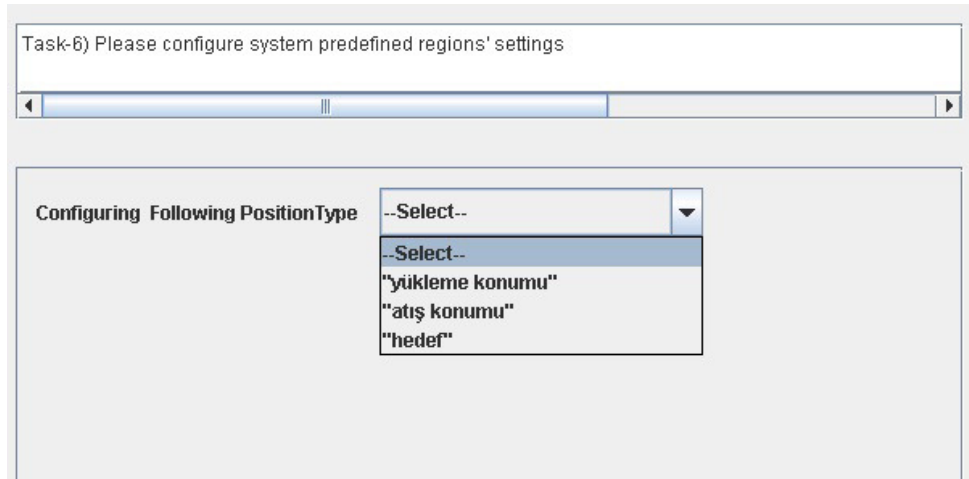 Task-6) Please configure system predefined regions' settings
Configuring Following PositionType --Select--
--Select--
"yükleme konumu"
"atış konumu"
"hedef"